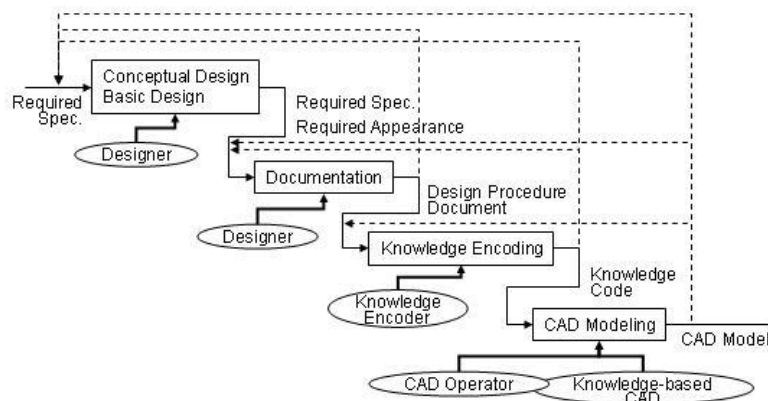 Conceptual Design
Basic Design
Required
Spec.
Required Spec.
Required Appearance
Designer
Documentation
Design Procedure
Document
Designer
Knowledge Encoding
Knowledge
Encoder
Knowledge
Code
CAD Modeling
CAD Model
CAD Operator
Knowledge-based
CAD